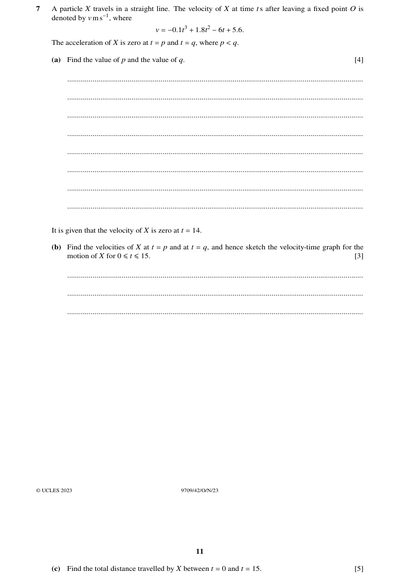 7 A particle X travels in a straight line. The velocity of X at time t s after leaving a fixed point O is
denoted by v m s⁻¹, where
v = −0.1t³ + 1.8t² − 6t + 5.6.
The acceleration of X is zero at t = p and t = q, where p < q.
(a) Find the value of p and the value of q. [4]
It is given that the velocity of X is zero at t = 14.
(b) Find the velocities of X at t = p and at t = q, and hence sketch the velocity-time graph for the
motion of X for 0 ⩽ t ⩽ 15. [3]
© UCLES 2023 9709/42/O/N/23
11
(c) Find the total distance travelled by X between t = 0 and t = 15. [5]